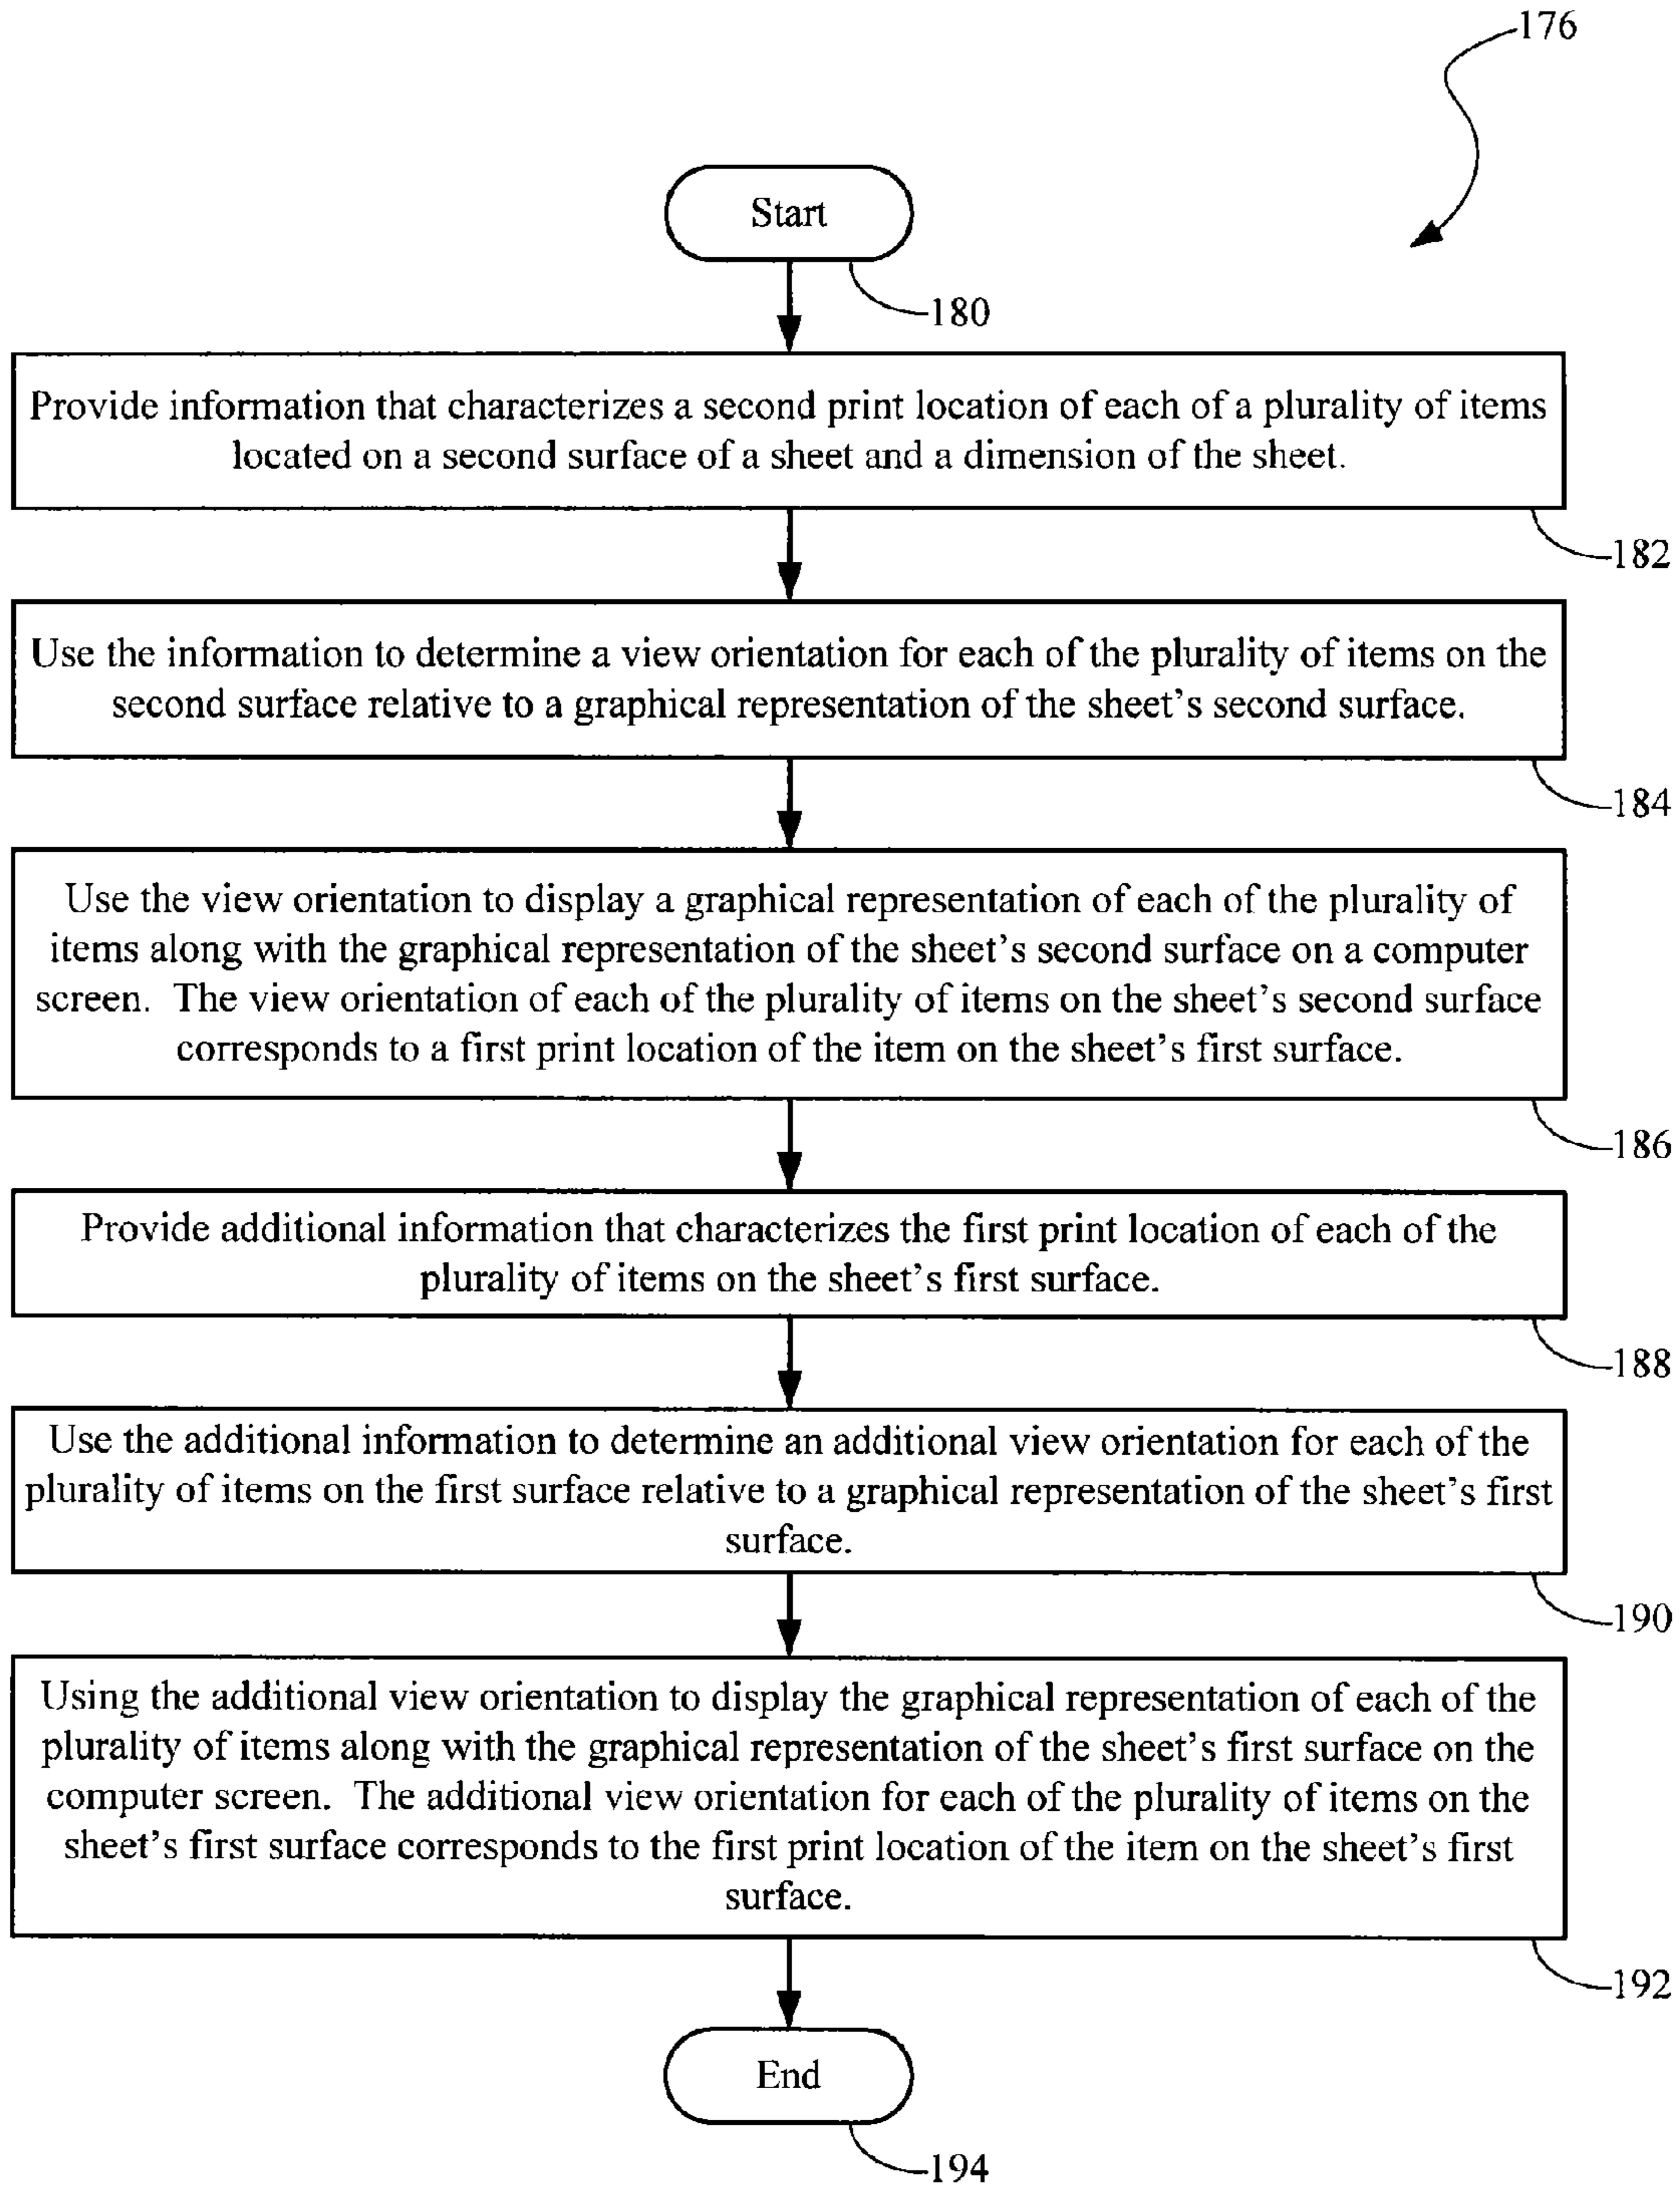 176
Start
180
Provide information that characterizes a second print location of each of a plurality of items
located on a second surface of a sheet and a dimension of the sheet.
182
Use the information to determine a view orientation for each of the plurality of items on the
second surface relative to a graphical representation of the sheet's second surface.
184
Use the view orientation to display a graphical representation of each of the plurality of
items along with the graphical representation of the sheet's second surface on a computer
screen.  The view orientation of each of the plurality of items on the sheet's second surface
corresponds to a first print location of the item on the sheet's first surface.
186
Provide additional information that characterizes the first print location of each of the
plurality of items on the sheet's first surface.
188
Use the additional information to determine an additional view orientation for each of the
plurality of items on the first surface relative to a graphical representation of the sheet's first
surface.
190
Using the additional view orientation to display the graphical representation of each of the
plurality of items along with the graphical representation of the sheet's first surface on the
computer screen.  The additional view orientation for each of the plurality of items on the
sheet's first surface corresponds to the first print location of the item on the sheet's first
surface.
192
End
194